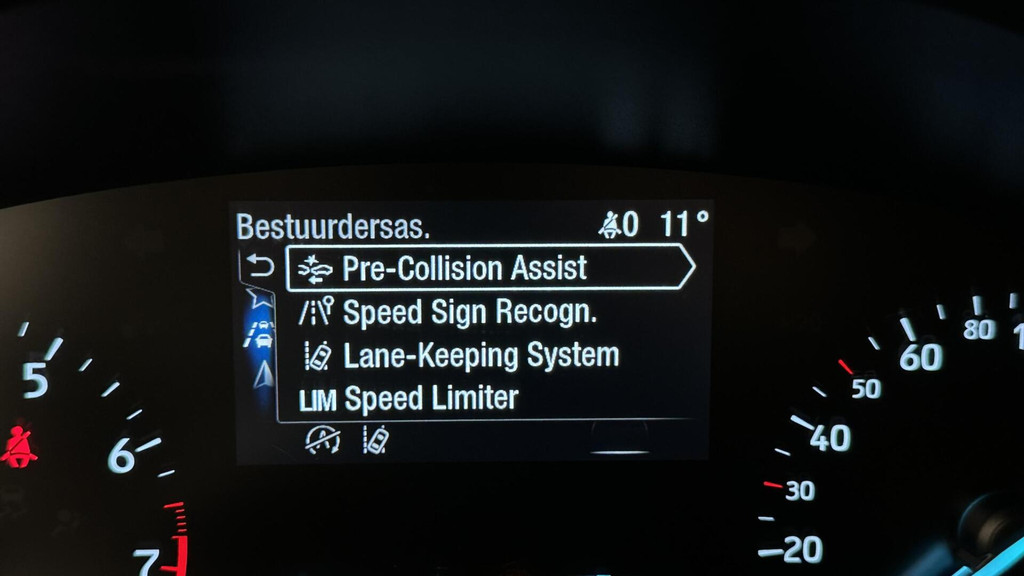 Bestuurdersas. 0 11°
Pre-Collision Assist
Speed Sign Recogn.
Lane-Keeping System
LIM Speed Limiter
A
5
6
7
20
30
40
50
60
80
1